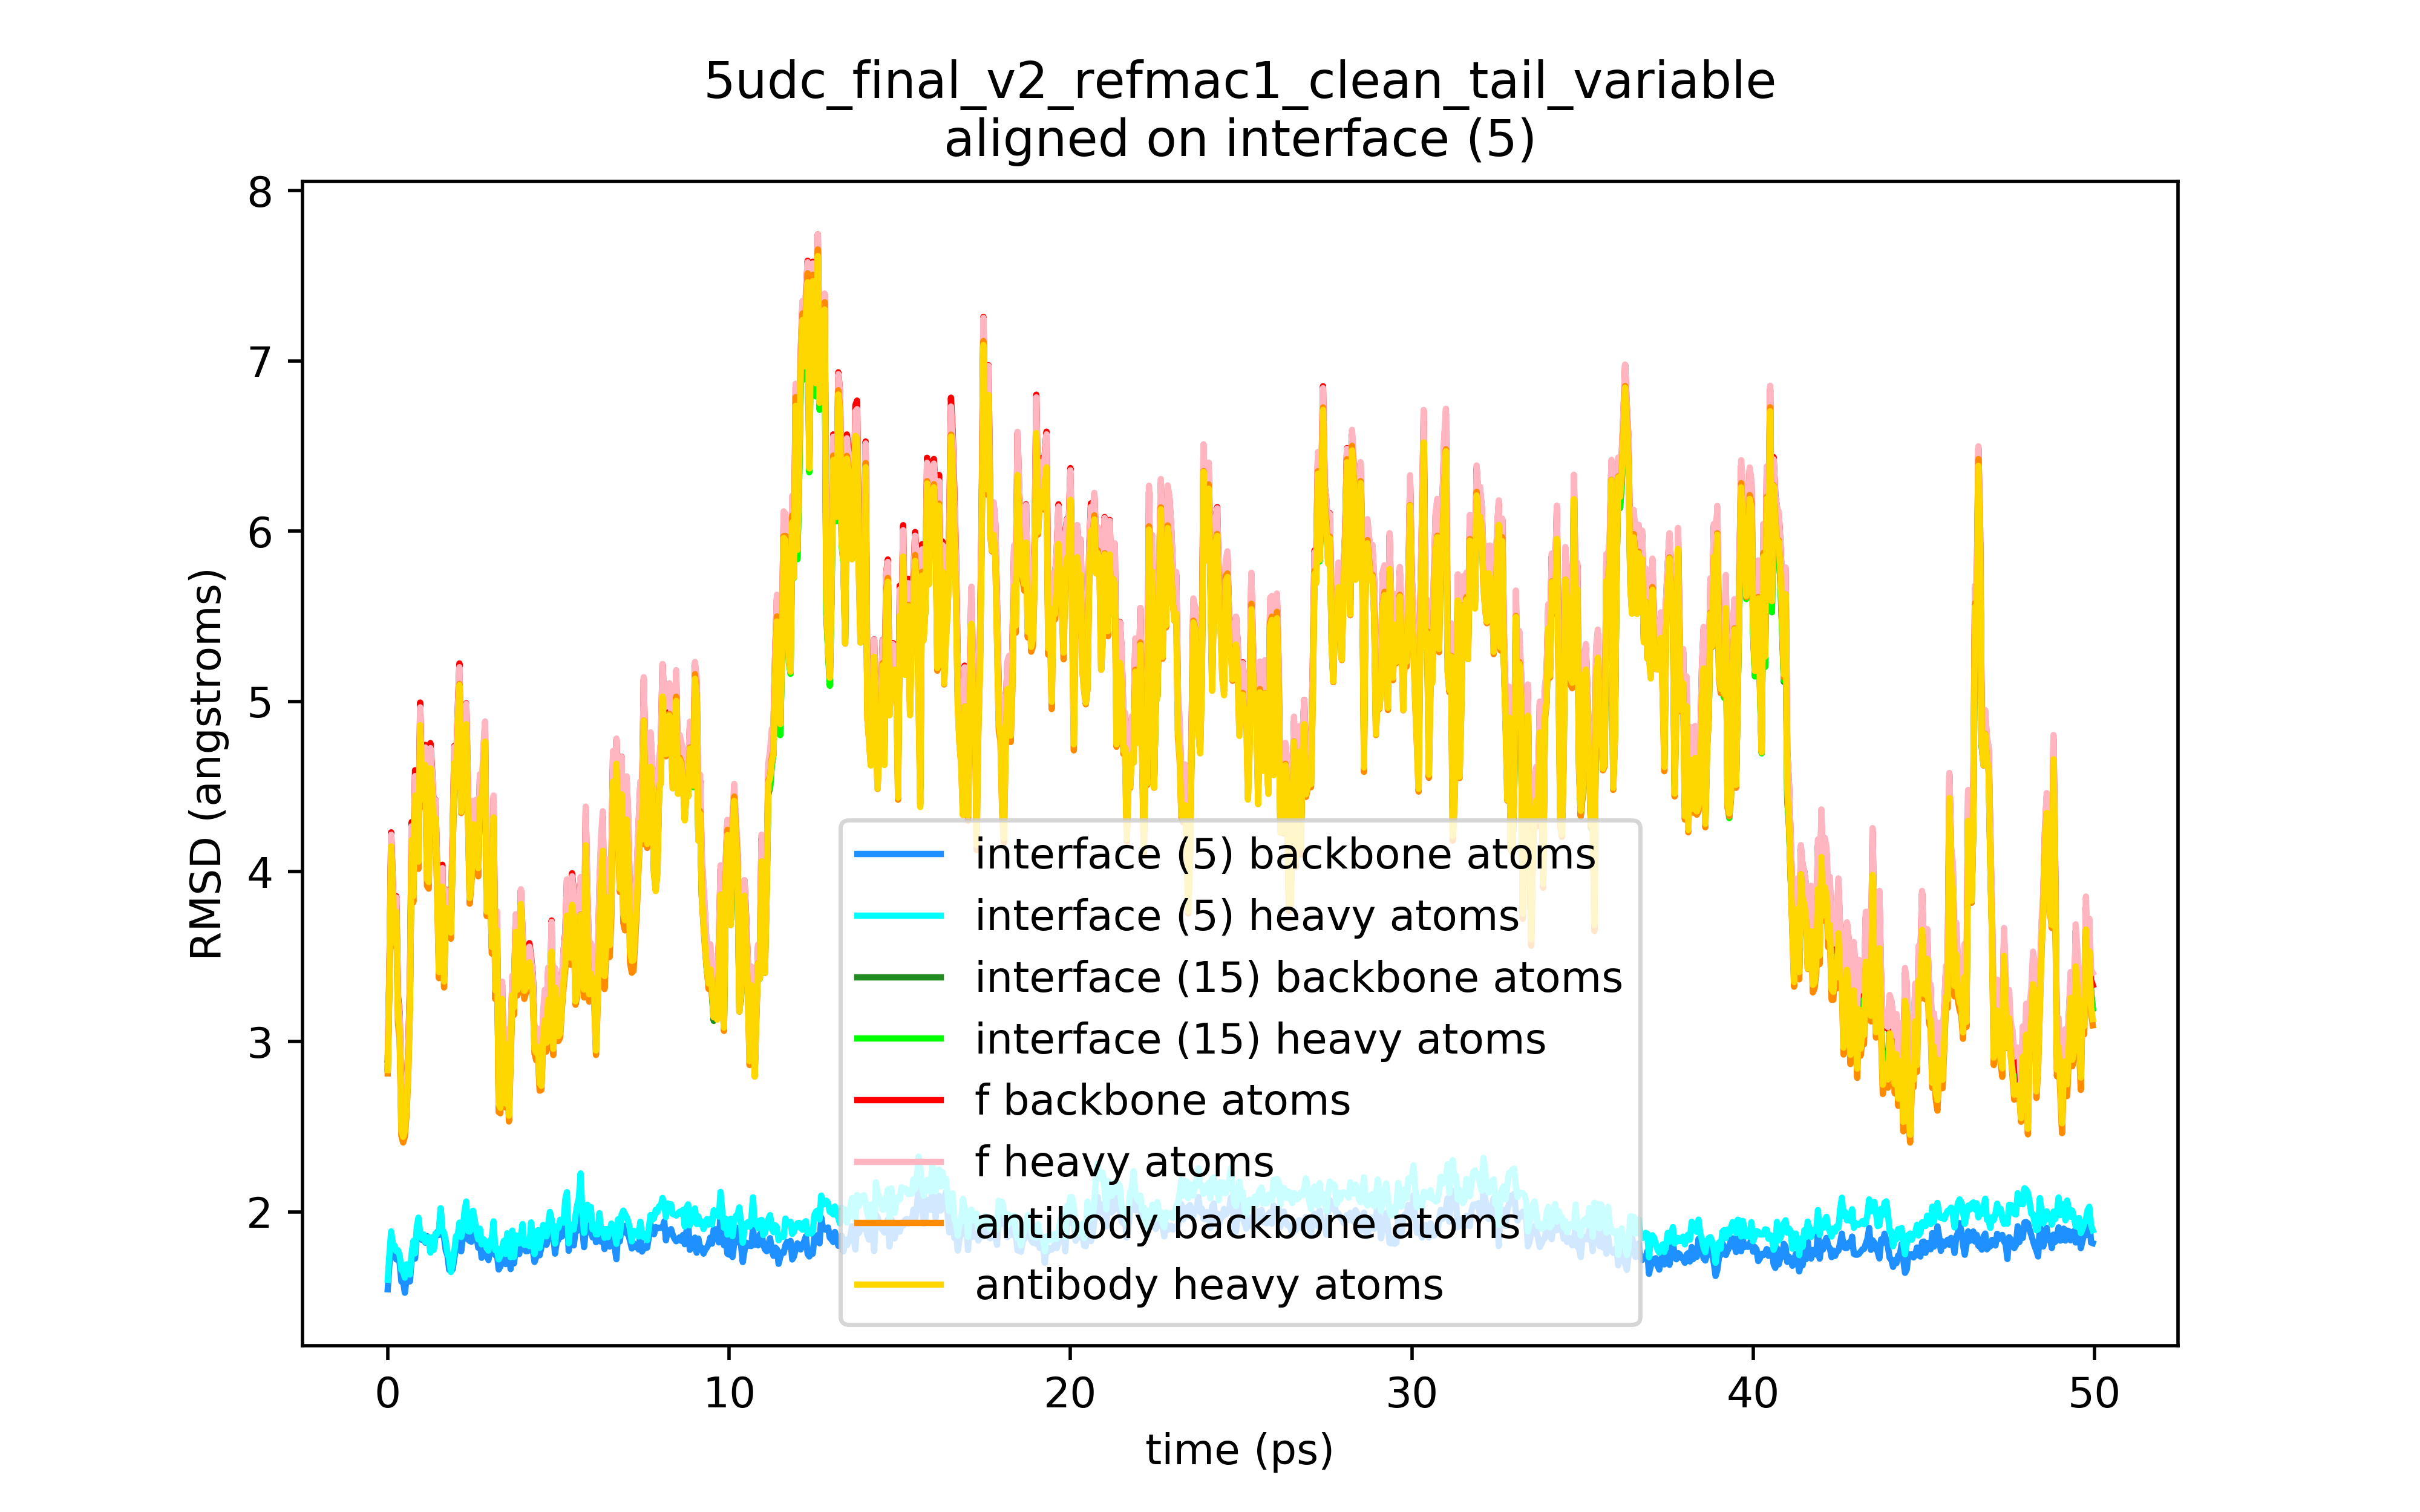 5udc_final_v2_refmac1_clean_tail_variable
aligned on interface (5)
8
7
6
5
4
3
2
RMSD (angstroms)
interface (5) backbone atoms
interface (5) heavy atoms
interface (15) backbone atoms
interface (15) heavy atoms
f backbone atoms
f heavy atoms
antibody backbone atoms
antibody heavy atoms
0 10 20 30 40 50
time (ps)